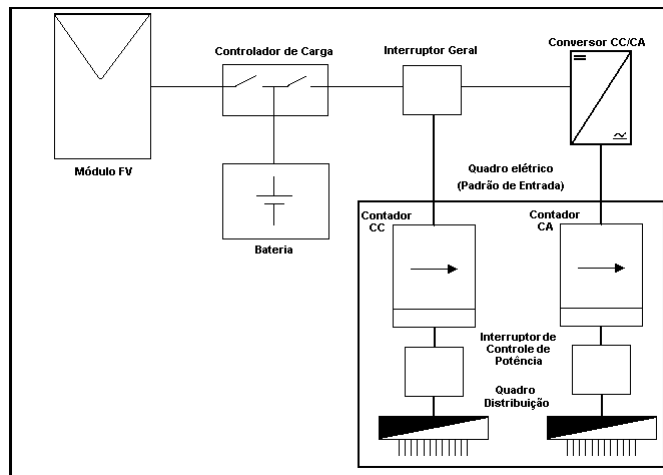 Controlador de Carga
Interruptor Geral
Conversor CC/CA
Módulo FV
Bateria
Quadro elétrico
(Padrão de Entrada)
Contador
CC
Contador
CA
Interruptor de
Controle de
Potência
Quadro
Distribuição